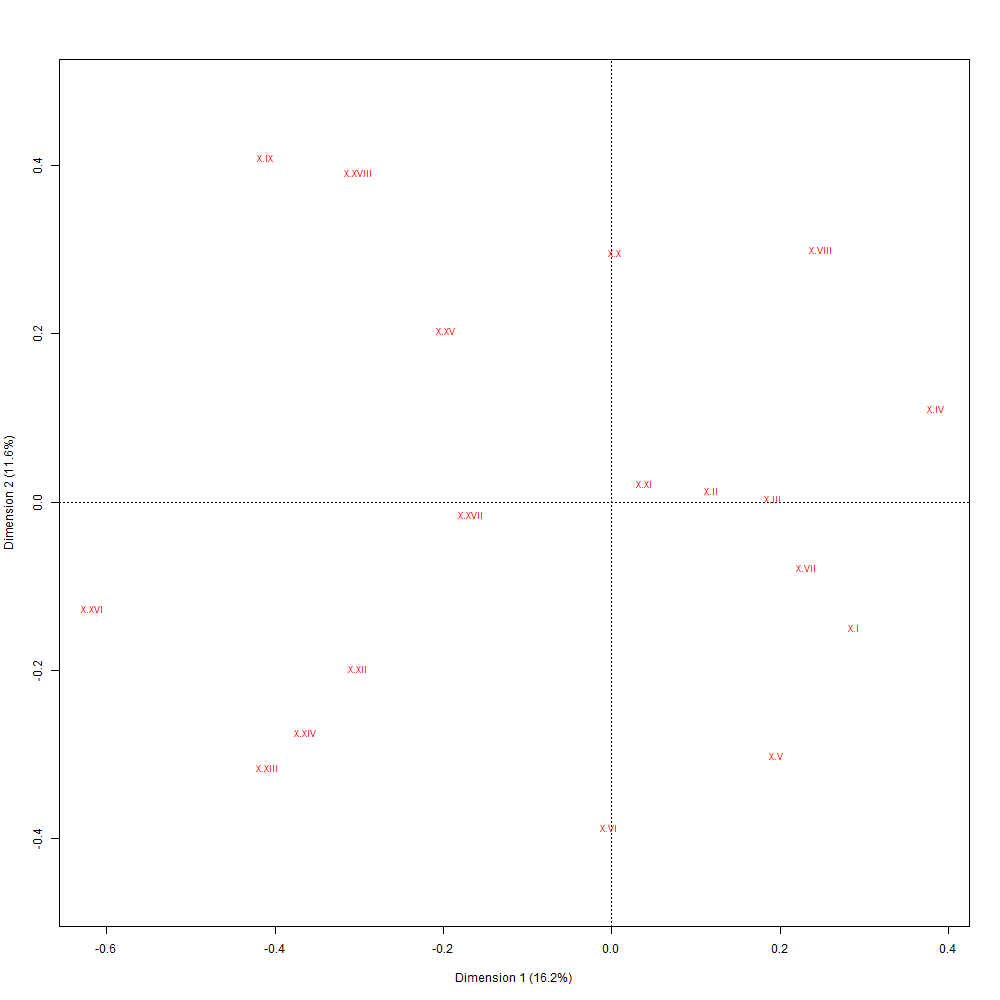 X.IX
X.XVIII
X.X
X.VIII
X.XV
X.IV
X.XI
X.II
X.III
X.XVII
X.VII
X.XVI
X.I
X.XII
X.XIV
X.V
X.XIII
X.VI
0.4
0.2
0.0
-0.2
-0.4
Dimension 2 (11.6%)
-0.6 -0.4 -0.2 0.0 0.2 0.4
Dimension 1 (16.2%)